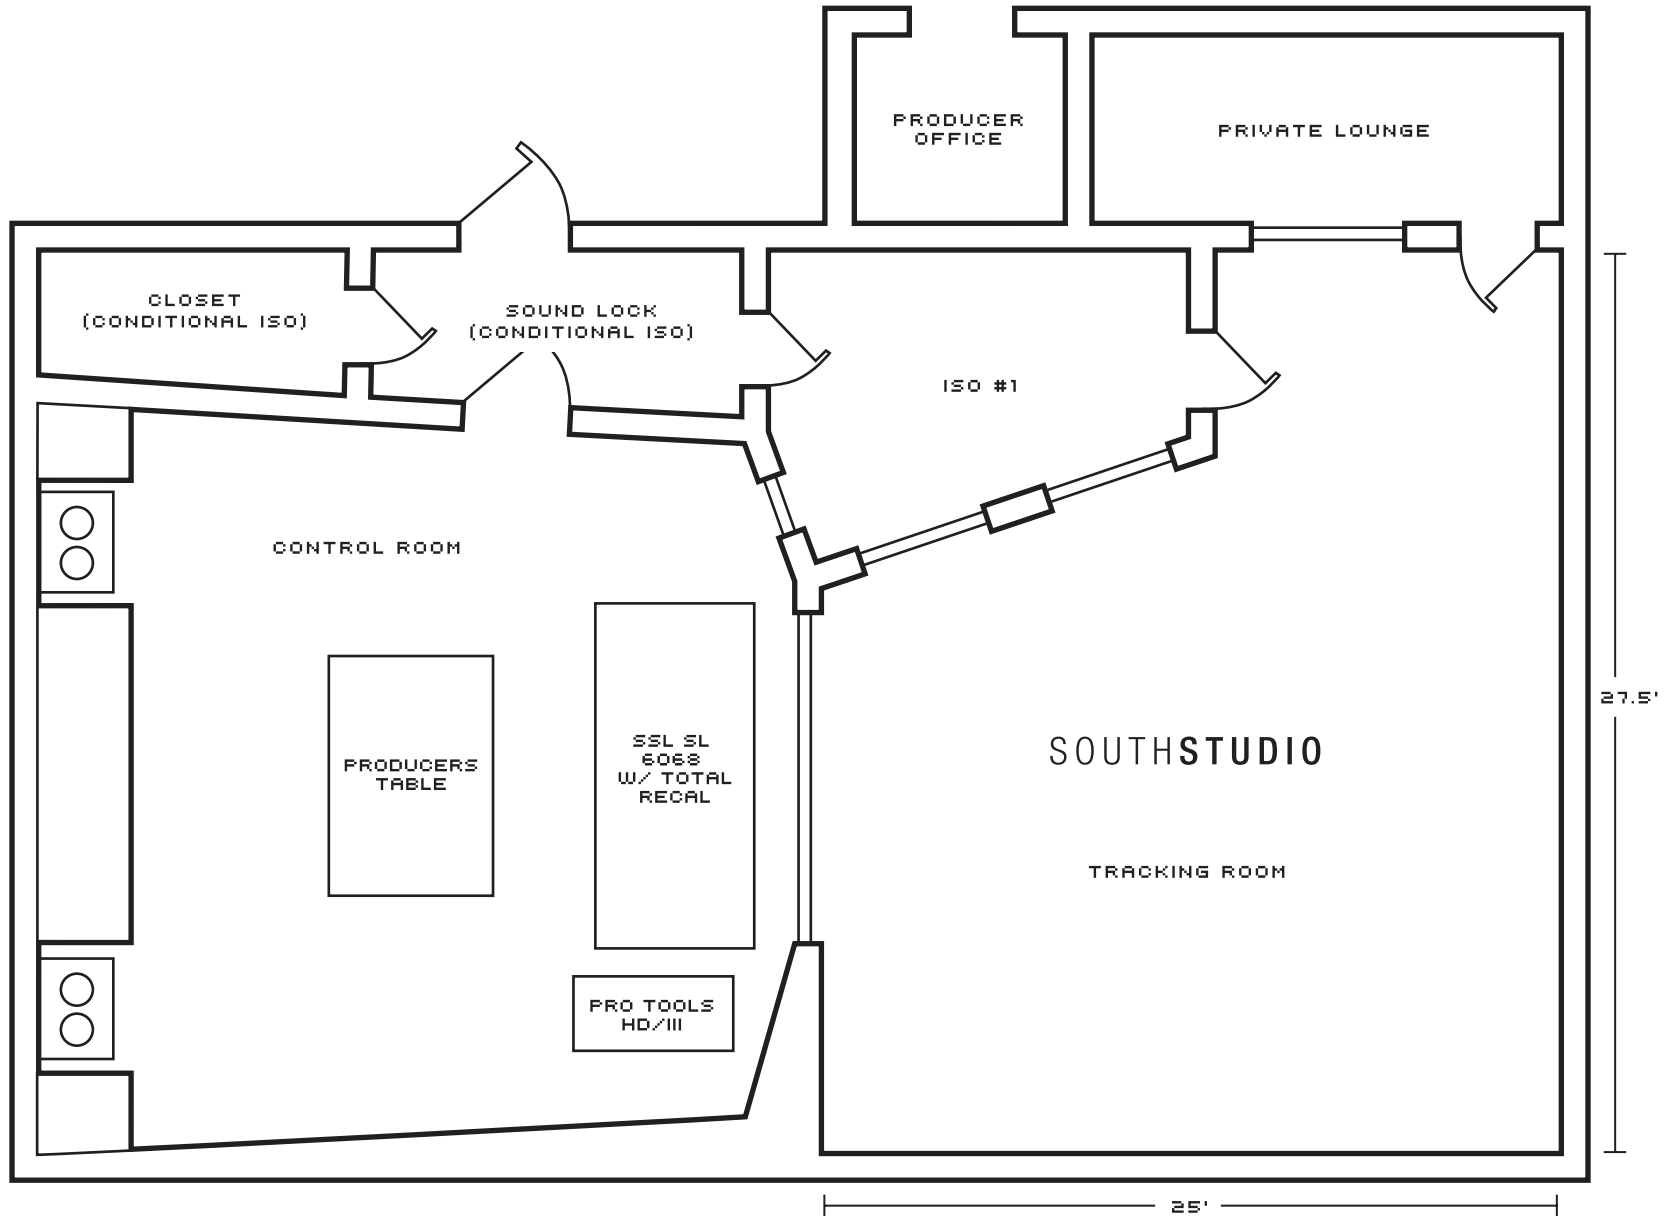 PRODUCER
OFFICE
PRIVATE LOUNGE
CLOSET
(CONDITIONAL ISO)
SOUND LOCK
(CONDITIONAL ISO)
ISO #1
CONTROL ROOM
PRODUCERS
TABLE
SSL SL
6068
W/ TOTAL
RECAL
PRO TOOLS
HD/III
SOUTHSTUDIO
TRACKING ROOM
27.5'
25'